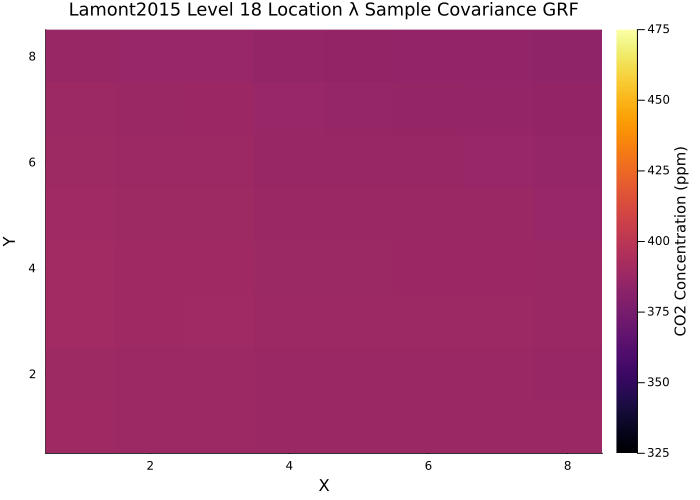 Lamont2015 Level 18 Location λ Sample Covariance GRF
8
6
4
2
Y
2 4 6 8
X
475
450
425
400
375
350
325
CO2 Concentration (ppm)